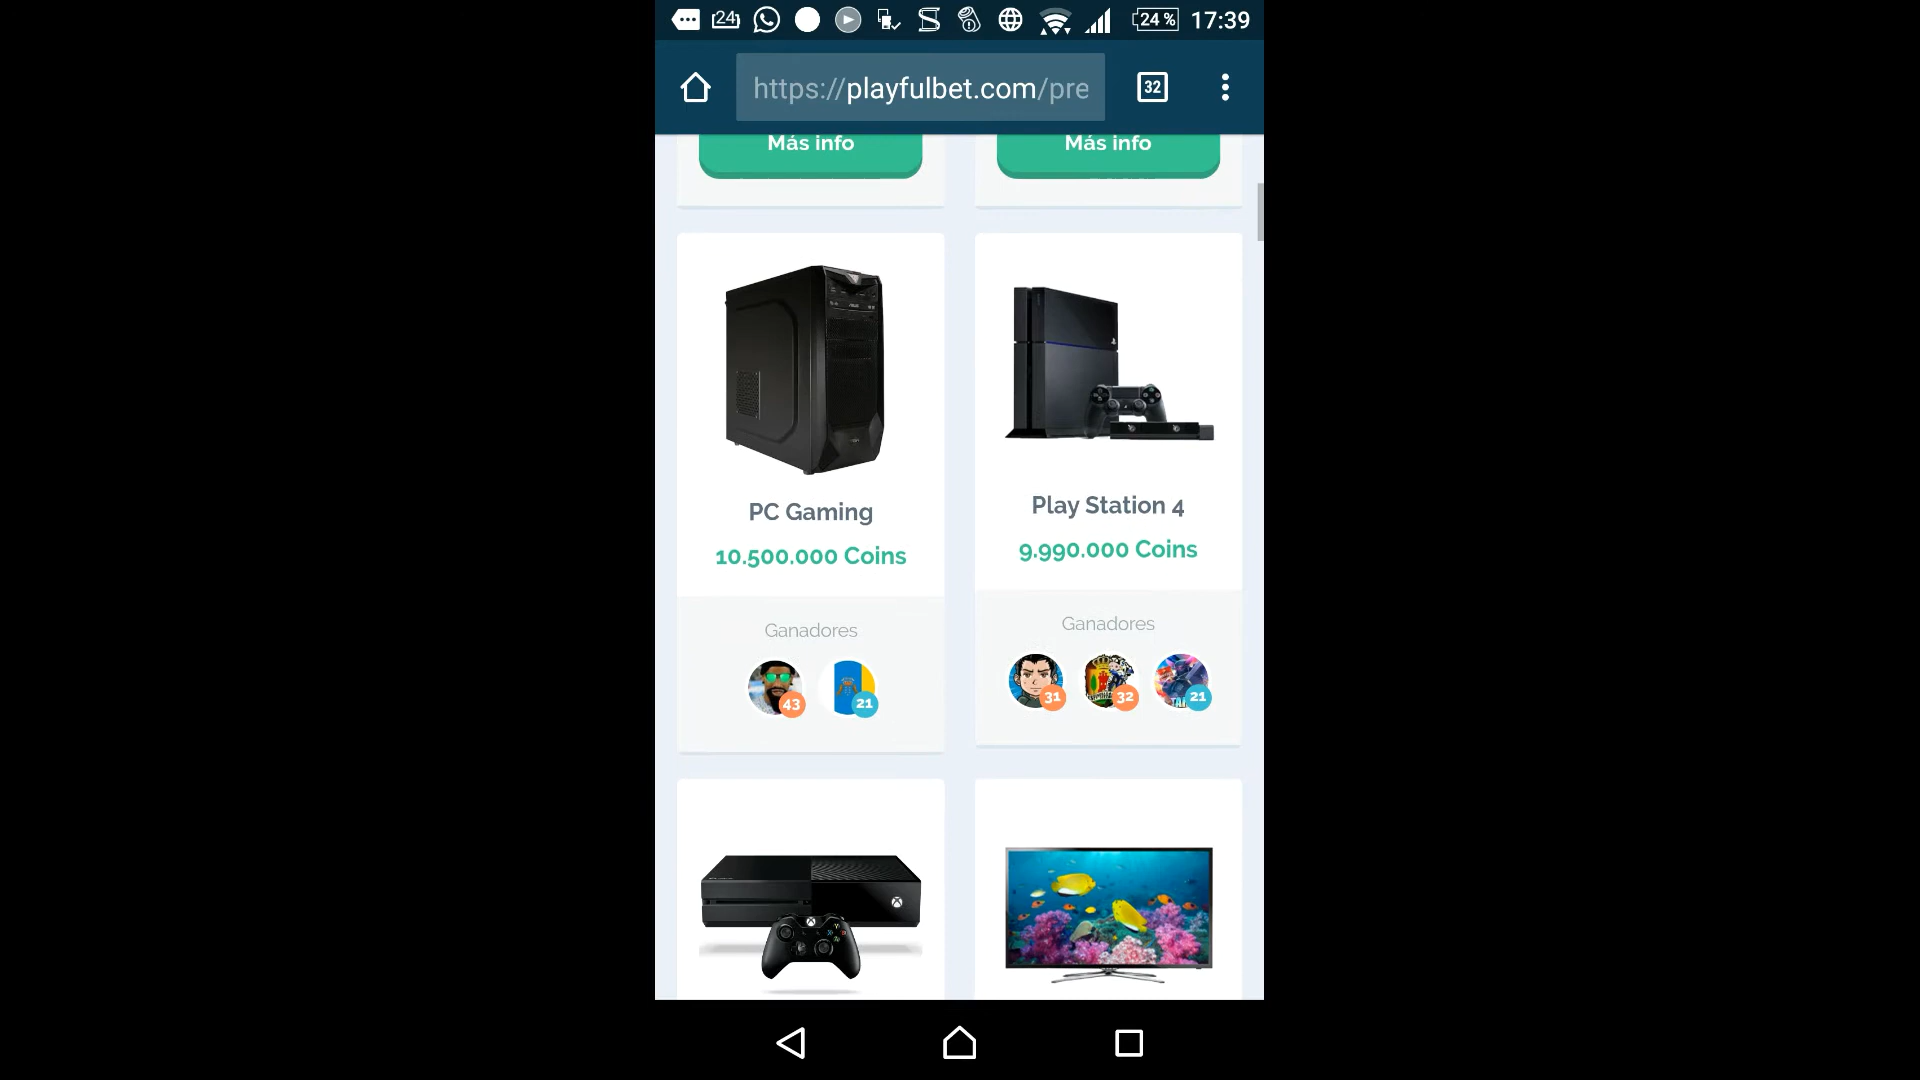 24
24 %
17:39
https://playfulbet.com/pre
32
Más info
Más info
PC Gaming
10.500.000 Coins
Ganadores
43
21
Play Station 4
9.990.000 Coins
Ganadores
31
32
21